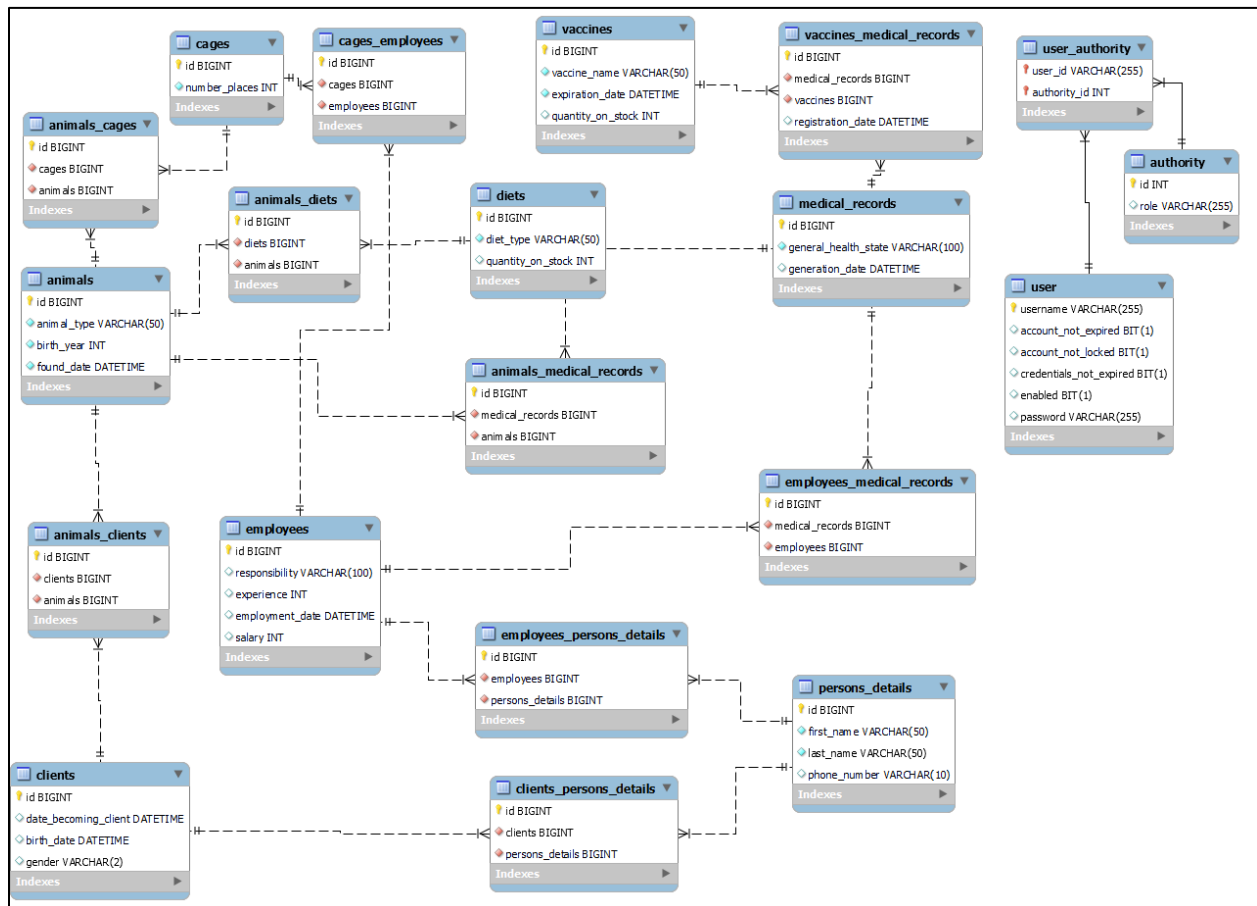 cages
id BIGINT
number_places INT
Indexes
cages_employees
id BIGINT
cages BIGINT
employees BIGINT
Indexes
vaccines
id BIGINT
vaccine_name VARCHAR(50)
expiration_date DATETIME
quantity_on_stock INT
Indexes
vaccines_medical_records
id BIGINT
medical_records BIGINT
vaccines BIGINT
registration_date DATETIME
Indexes
user_authority
user_id VARCHAR(255)
authority_id INT
Indexes
animals_cages
id BIGINT
cages BIGINT
animals BIGINT
Indexes
animals_diets
id BIGINT
diets BIGINT
animals BIGINT
Indexes
diets
id BIGINT
diet_type VARCHAR(50)
quantity_on_stock INT
Indexes
medical_records
id BIGINT
general_health_state VARCHAR(100)
generation_date DATETIME
Indexes
authority
id INT
role VARCHAR(255)
Indexes
animals
id BIGINT
animal_type VARCHAR(50)
birth_year INT
found_date DATETIME
Indexes
user
username VARCHAR(255)
account_not_expired BIT(1)
account_not_locked BIT(1)
credentials_not_expired BIT(1)
enabled BIT(1)
password VARCHAR(255)
Indexes
animals_medical_records
id BIGINT
medical_records BIGINT
animals BIGINT
Indexes
employees_medical_records
id BIGINT
medical_records BIGINT
employees BIGINT
Indexes
animals_clients
id BIGINT
clients BIGINT
animals BIGINT
Indexes
employees
id BIGINT
responsibility VARCHAR(100)
experience INT
employment_date DATETIME
salary INT
Indexes
employees_persons_details
id BIGINT
employees BIGINT
persons_details BIGINT
Indexes
persons_details
id BIGINT
first_name VARCHAR(50)
last_name VARCHAR(50)
phone_number VARCHAR(10)
Indexes
clients
id BIGINT
date_becoming_client DATETIME
birth_date DATETIME
gender VARCHAR(2)
Indexes
clients_persons_details
id BIGINT
clients BIGINT
persons_details BIGINT
Indexes